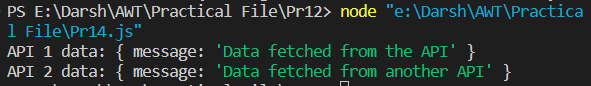 PS E:\Darsh\AWT\Practical File\Pr12> node "e:\Darsh\AWT\Practica
l File\Pr14.js"
API 1 data: { message: 'Data fetched from the API' }
API 2 data: { message: 'Data fetched from another API' }